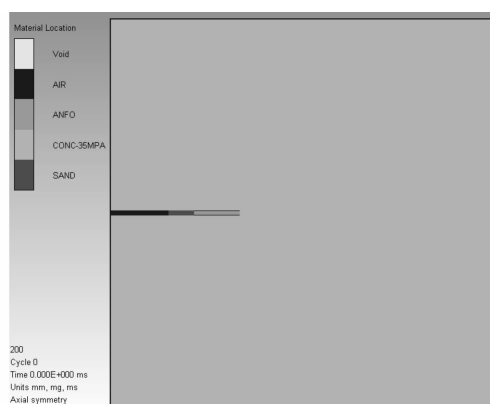 Material Location
Void
AIR
ANFO
CONC-35MPA
SAND
200
Cycle 0
Time 0.000E+000 ms
Units mm, mg, ms
Axial symmetry